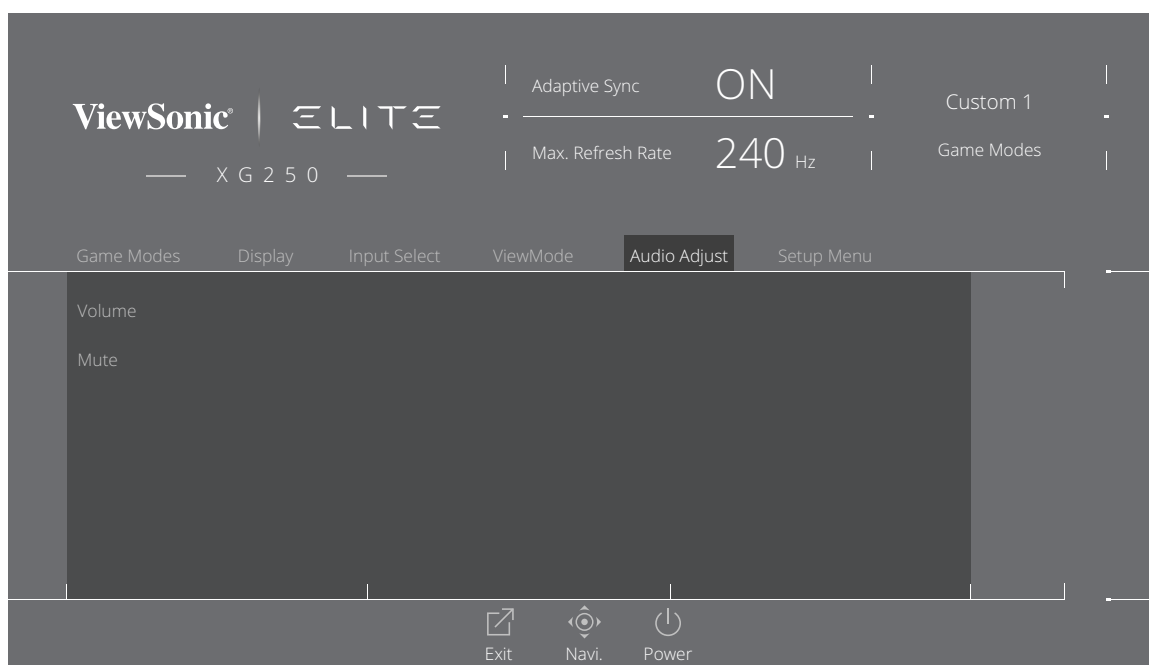 ViewSonic® ELITE
XG250
Adaptive Sync ON
Max. Refresh Rate 240 Hz
Custom 1
Game Modes
Game Modes Display Input Select ViewMode Audio Adjust Setup Menu
Volume
Mute
Exit Navi. Power